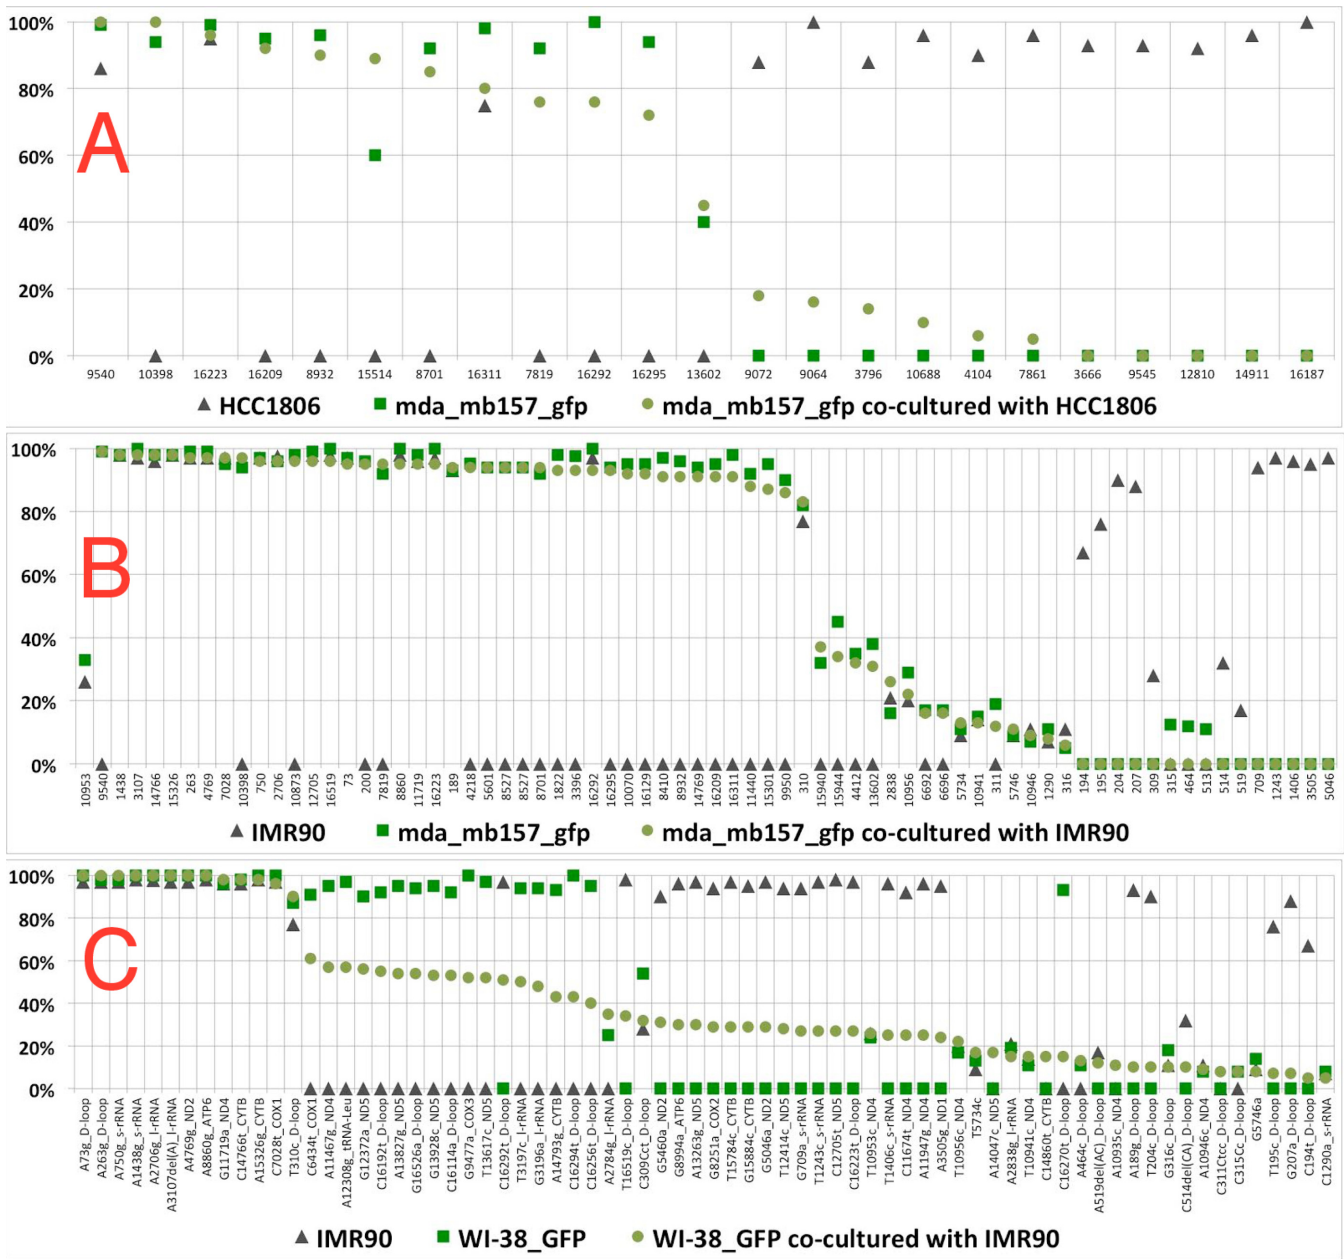 100%
80%
60%
40%
20%
0%
A
9540 10398 16223 16209 8932 15514 8701 16311 7819 16292 16295 13602 9072 9064 3796 10688 4104 7861 3666 9545 12810 14911 16187
HCC1806 mda_mb157_gfp mda_mb157_gfp co-cultured with HCC1806
100%
80%
60%
40%
20%
0%
B
10953 9540 1438 3107 14766 15326 263 4769 7028 10398 750 2706 10873 12705 16519 73 200 7819 8860 11719 16223 189 4218 5601 8527 8527 8701 1822 3396 16292 16295 10070 16129 8410 8932 14769 16209 16311 11440 15301 9950 310 15940 15944 4412 13602 2838 10956 6692 6696 5734 10941 311 5746 10946 1290 316 194 195 204 207 309 315 464 513 514 519 709 1243 1406 3505 5046
IMR90 mda_mb157_gfp mda_mb157_gfp co-cultured with IMR90
100%
80%
60%
40%
20%
0%
C
A73g_D-loop A263g_D-loop A750g_s-rRNA A1438g_s-rRNA A2706g_l-rRNA A3107del(A)_l-rRNA A4769g_ND2 A8860g_ATP6 G11719a_ND4 C14766t_CYTB A15326g_CYTB C7028t_COX1 T310c_D-loop C6434t_COX1 A11467g_ND4 A12308g_tRNA-Leu G12372a_ND5 C16192t_D-loop A13827g_ND5 G16526a_D-loop G13928c_ND5 C16114a_D-loop G9477a_COX3 T13617c_ND5 C16292t_D-loop T3197c_l-rRNA G3196a_l-rRNA A14793g_CYTB C16294t_D-loop C16256t_D-loop A2784g_l-rRNA T16519c_D-loop C309Cct_D-loop G5460a_ND2 G8994a_ATP6 A13263g_ND5 G8251a_COX2 T15784c_CYTB G15884c_CYTB G5046a_ND2 T12414c_ND5 G709a_s-rRNA T1243c_s-rRNA C12705t_ND5 C16223t_D-loop T10953c_ND4 T1406c_s-rRNA C11674t_ND4 A11947g_ND4 A3505g_ND1 T10956c_ND4 T5734c A14047c_ND5 A2838g_l-rRNA T10941c_ND4 C14860t_CYTB C16270t_D-loop A464c_D-loop A519del(AC)_D-loop A10935c_ND4 A189g_D-loop T204c_D-loop G316c_D-loop C514del(CA)_D-loop A10946c_ND4 C311Ctcc_D-loop C315Cc_D-loop G5746a T195c_D-loop G207a_D-loop C194t_D-loop C1290a_s-rRNA
IMR90 WI-38_GFP WI-38_GFP co-cultured with IMR90